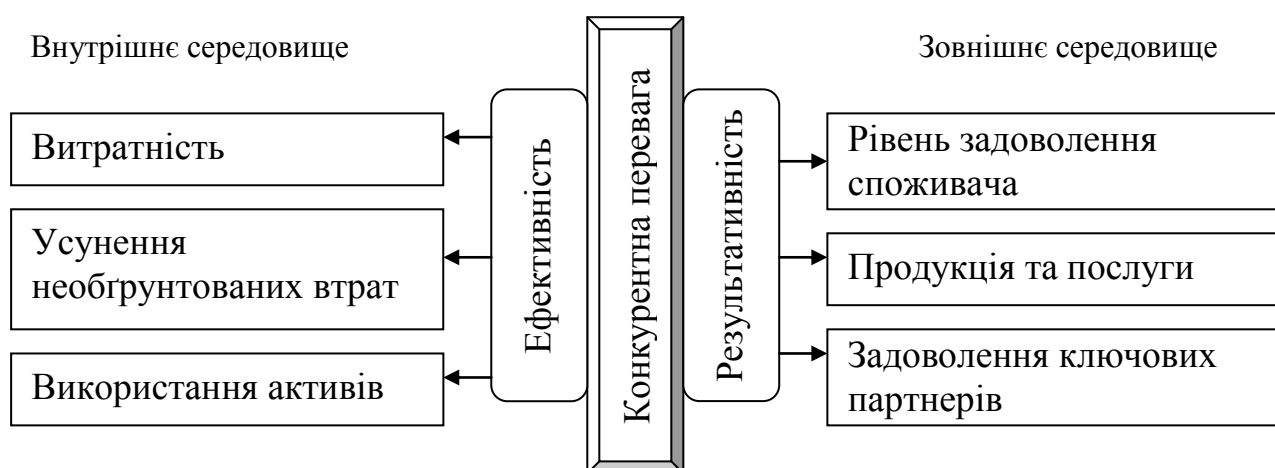 Внутрішнє середовище
Зовнішнє середовище
Витратність
Усунення
необґрунтованих втрат
Використання активів
Ефективність
Конкурентна перевага
Результативність
Рівень задоволення
споживача
Продукція та послуги
Задоволення ключових
партнерів